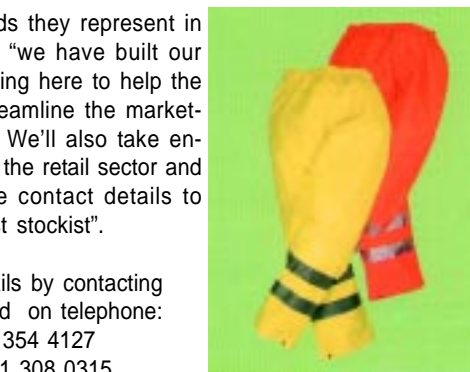 ds they represent in
“we have built our
ing here to help the
eamline the market-
We’ll also take en-
the retail sector and
e contact details to
t stockist”.
ils by contacting
d on telephone:
354 4127
1 308 0315